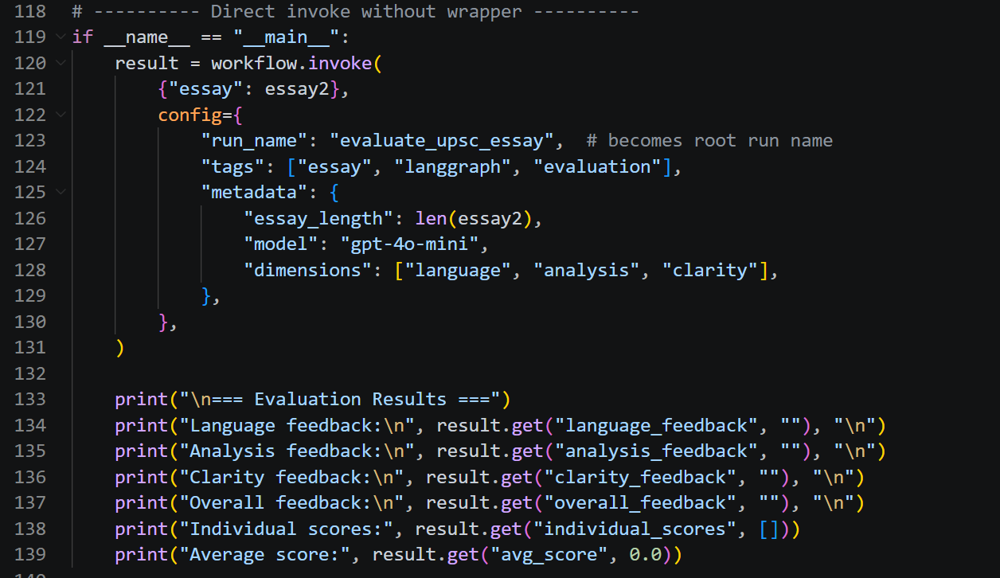 118 # ---------- Direct invoke without wrapper ----------
119 if __name__ == "__main__":
120     result = workflow.invoke(
121         {"essay": essay2},
122         config={
123             "run_name": "evaluate_upsc_essay",  # becomes root run name
124             "tags": ["essay", "langgraph", "evaluation"],
125             "metadata": {
126                 "essay_length": len(essay2),
127                 "model": "gpt-4o-mini",
128                 "dimensions": ["language", "analysis", "clarity"],
129             },
130         },
131     )
132
133     print("\n=== Evaluation Results ===")
134     print("Language feedback:\n", result.get("language_feedback", ""), "\n")
135     print("Analysis feedback:\n", result.get("analysis_feedback", ""), "\n")
136     print("Clarity feedback:\n", result.get("clarity_feedback", ""), "\n")
137     print("Overall feedback:\n", result.get("overall_feedback", ""), "\n")
138     print("Individual scores:", result.get("individual_scores", []))
139     print("Average score:", result.get("avg_score", 0.0))